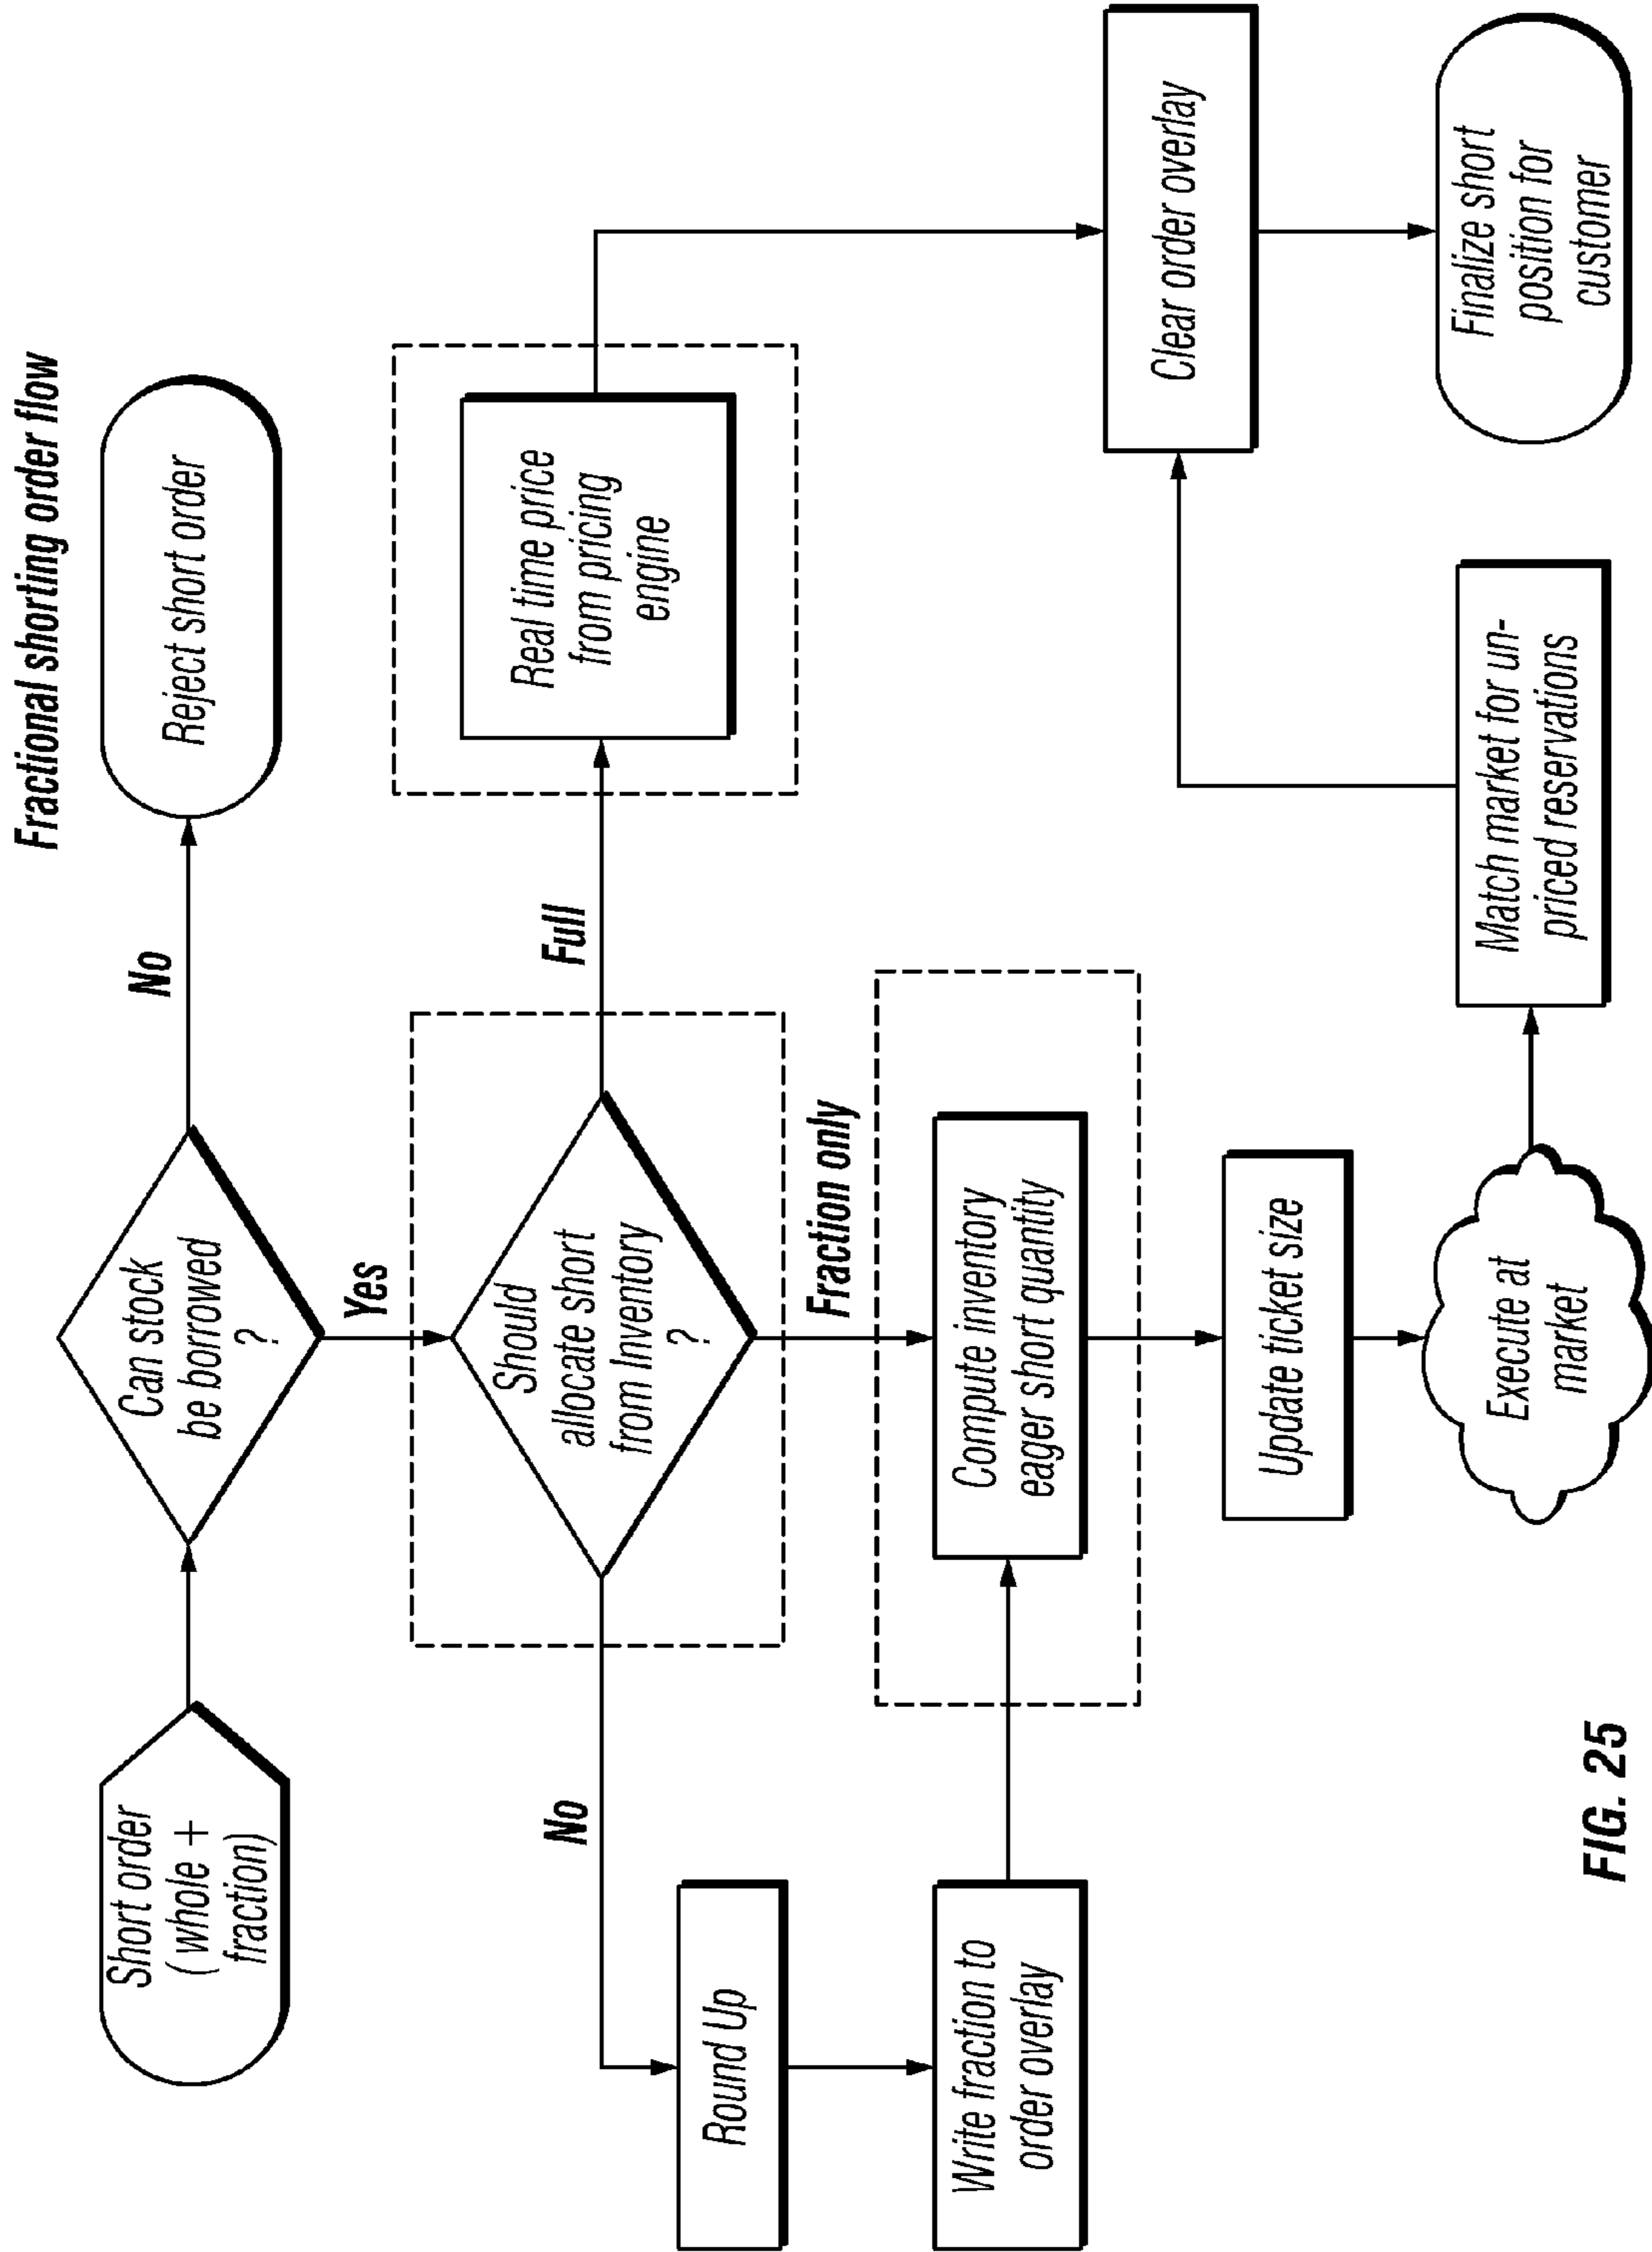 Fractional shorting order flow
Short order
( whole +
fraction)
Can stock
be borrowed
?
No
Reject short order
Yes
Should
allocate short
from Inventory
?
Full
Real time price
from pricing
engine
No
Round Up
Fraction only
Write fraction to
order overlay
Compute inventory
eager short quantity
Update ticket size
Execute at
market
Match market for un-
priced reservations
Clear order overlay
Finalize short
position for
customer
FIG. 25